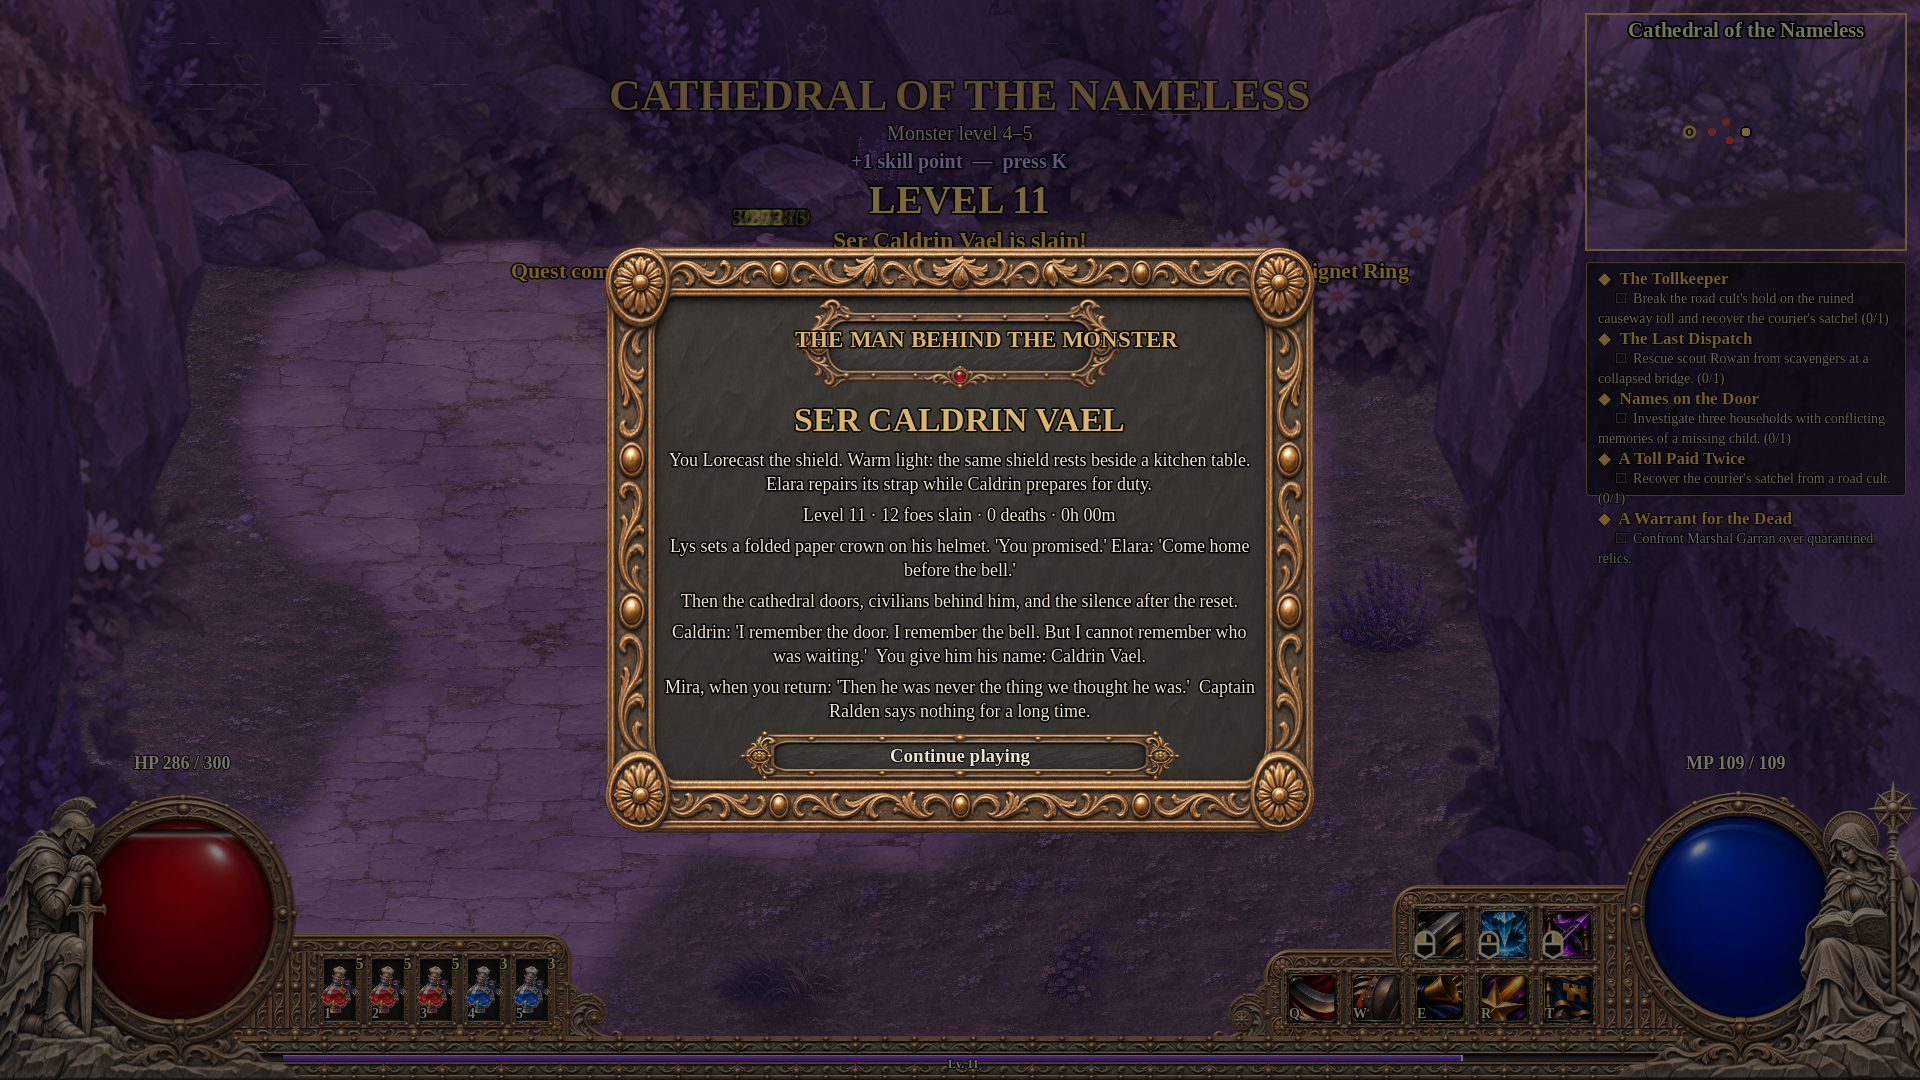 Cathedral of the Nameless
CATHEDRAL OF THE NAMELESS
Monster level 4–5
+1 skill point — press K
LEVEL 11
Ser Caldrin Vael is slain!
Quest com
ignet Ring
THE MAN BEHIND THE MONSTER
SER CALDRIN VAEL
You Lorecast the shield. Warm light: the same shield rests beside a kitchen table.
Elara repairs its strap while Caldrin prepares for duty.
Level 11 · 12 foes slain · 0 deaths · 0h 00m
Lys sets a folded paper crown on his helmet. 'You promised.' Elara: 'Come home
before the bell.'
Then the cathedral doors, civilians behind him, and the silence after the reset.
Caldrin: 'I remember the door. I remember the bell. But I cannot remember who
was waiting.' You give him his name: Caldrin Vael.
Mira, when you return: 'Then he was never the thing we thought he was.' Captain
Ralden says nothing for a long time.
Continue playing
◆ The Tollkeeper
☐ Break the road cult's hold on the ruined
causeway toll and recover the courier's satchel (0/1)
◆ The Last Dispatch
☐ Rescue scout Rowan from scavengers at a
collapsed bridge. (0/1)
◆ Names on the Door
☐ Investigate three households with conflicting
memories of a missing child. (0/1)
◆ A Toll Paid Twice
☐ Recover the courier's satchel from a road cult.
(0/1)
◆ A Warrant for the Dead
☐ Confront Marshal Garran over quarantined
relics.
HP 286 / 300
MP 109 / 109
5 5 5 3 3
1 2 3 4 5
Q W E R T
Lv. 11